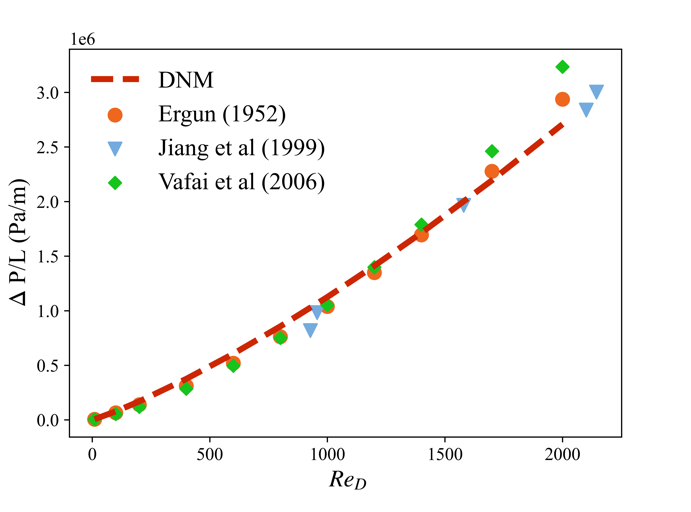 1e6
DNM
Ergun (1952)
Jiang et al (1999)
Vafai et al (2006)
3.0
2.5
2.0
1.5
1.0
0.5
0.0
Δ P/L (Pa/m)
0
500
1000
1500
2000
Re_D